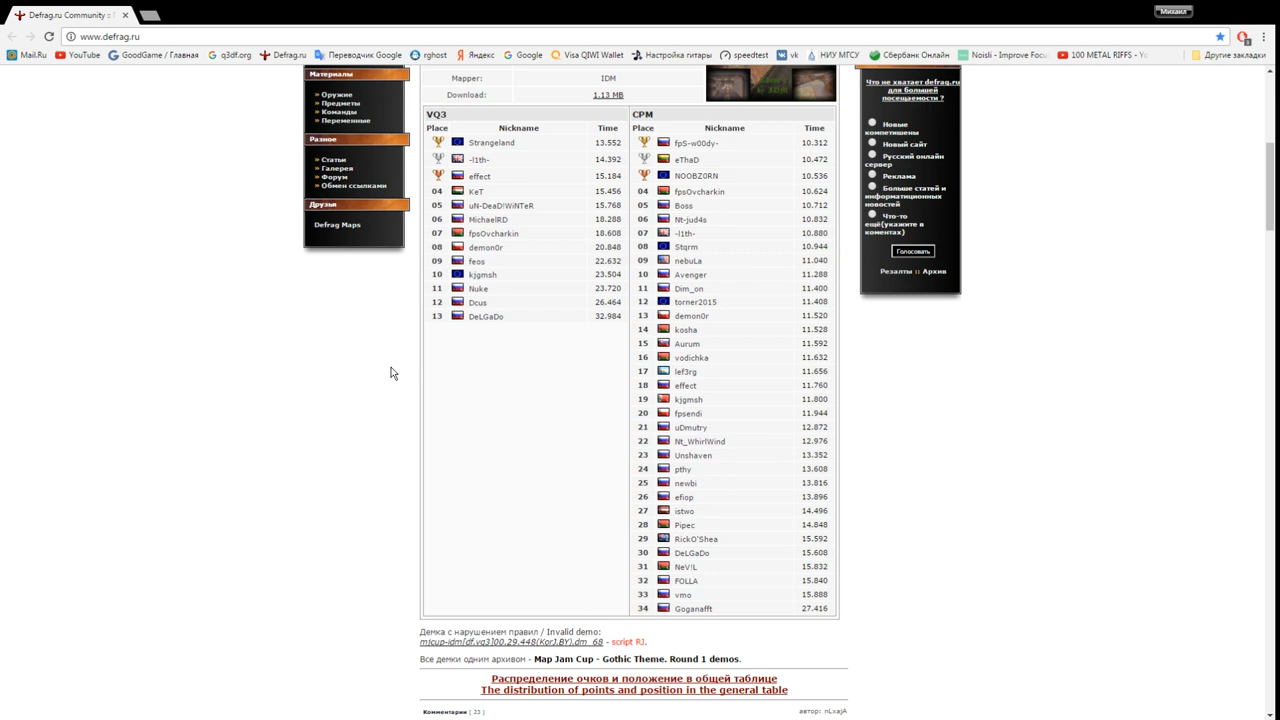 Defrag.ru Community :: 
Михаил
www.defrag.ru
Mail.Ru YouTube GoodGame / Главная q3df.org Defrag.ru Переводчик Google rghost Яндекс Google Visa QIWI Wallet Настройка гитары speedtest vk НИУ МГСУ Сбербанк Онлайн Noisli - Improve Focu 100 METAL RIFFS - Yo Другие закладки
Материалы
» Оружие
» Предметы
» Команды
» Переменные
Разное
» Статьи
» Галерея
» Форум
» Обмен ссылками
Друзья
Defrag Maps
Mapper: IDM
Download: 1.13 MB
VQ3
Place Nickname Time
Strangeland 13.552
-l1th- 14.392
effect 15.184
04 KeT 15.456
05 uN-DeaD!WiNTeR 15.768
06 MichaelRD 18.288
07 fpsOvcharkin 18.608
08 demon0r 20.848
09 feos 22.632
10 kjgmsh 23.504
11 Nuke 23.720
12 Dcus 26.464
13 DeLGaDo 32.984
CPM
Place Nickname Time
fpS-w00dy- 10.312
eThaD 10.472
NOOBZ0RN 10.536
04 fpsOvcharkin 10.624
05 Boss 10.712
06 Nt-jud4s 10.832
07 -l1th- 10.880
08 Stqrm 10.944
09 nebuLa 11.040
10 Avenger 11.288
11 Dim_on 11.400
12 torner2015 11.408
13 demon0r 11.520
14 kosha 11.528
15 Aurum 11.592
16 vodichka 11.632
17 lef3rg 11.656
18 effect 11.760
19 kjgmsh 11.800
20 fpsendi 11.944
21 uDmutry 12.872
22 Nt_WhirlWind 12.976
23 Unshaven 13.352
24 pthy 13.608
25 newbi 13.816
26 efiop 13.896
27 istwo 14.496
28 Pipec 14.848
29 RickO'Shea 15.592
30 DeLGaDo 15.608
31 NeV!L 15.832
32 FOLLA 15.840
33 vmo 15.888
34 Goganafft 27.416
Демка с нарушением правил / Invalid demo:
mjcup-idm[df.vq3]00.29.448(KorJ.BY).dm_68 - script RJ.
Все демки одним архивом - Map Jam Cup - Gothic Theme. Round 1 demos.
Распределение очков и положение в общей таблице
The distribution of points and position in the general table
Комментарии [ 23 ] автор: nLxajA
Что не хватает defrag.ru
для большей
посещаемости ?
Новые
компетишены
Новый сайт
Русский онлайн
сервер
Реклама
Больше статей и
информатиционных
новостей
Что-то
ещё(укажите в
коментах)
Голосовать
Резалты :: Архив